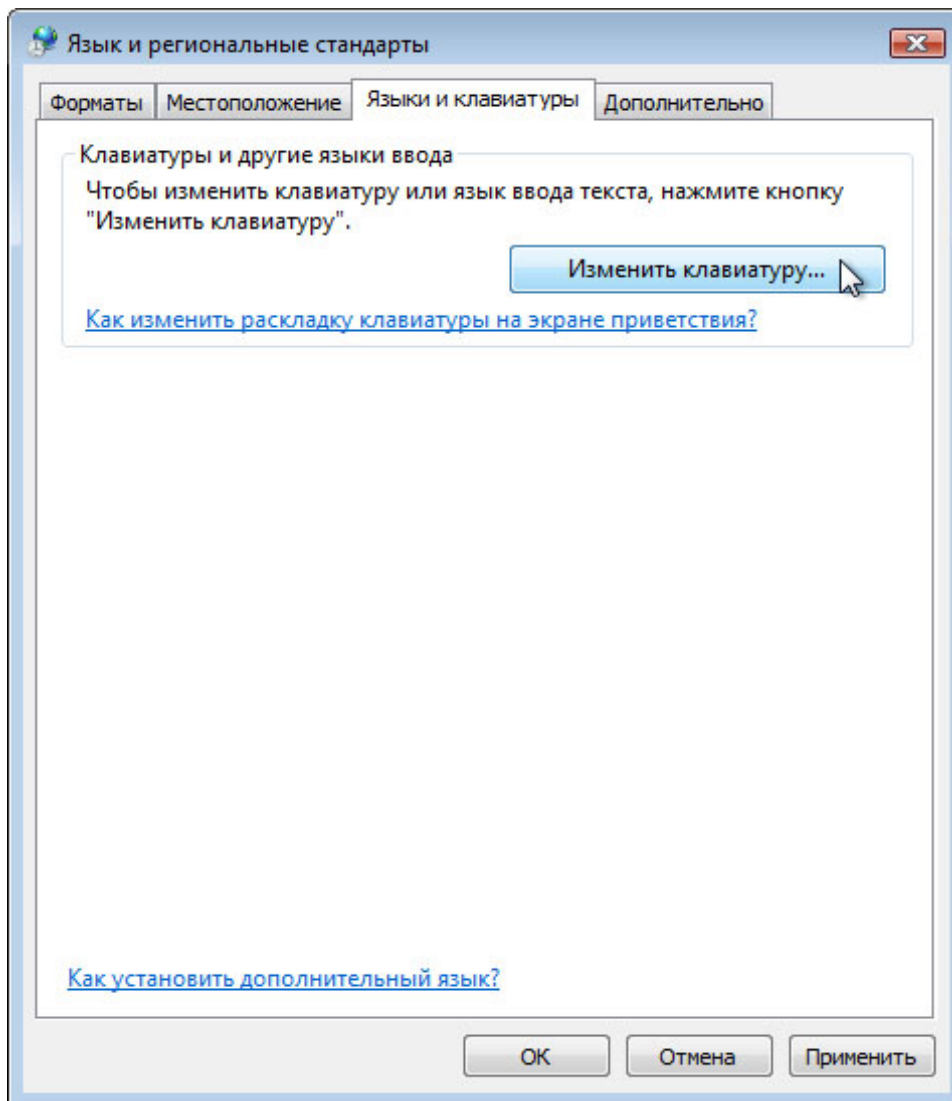 Язык и региональные стандарты
Форматы Местоположение Языки и клавиатуры Дополнительно
Клавиатуры и другие языки ввода
Чтобы изменить клавиатуру или язык ввода текста, нажмите кнопку
"Изменить клавиатуру".
Изменить клавиатуру...
Как изменить раскладку клавиатуры на экране приветствия?
Как установить дополнительный язык?
ОК Отмена Применить